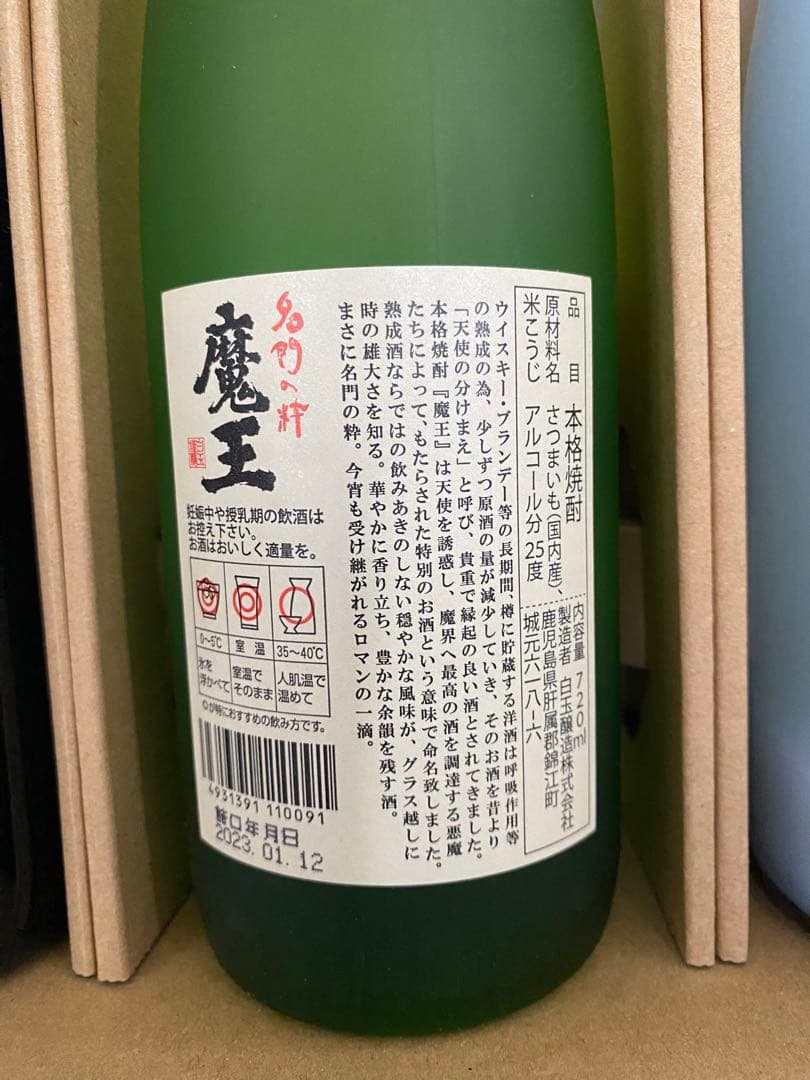 品目 本格焼酎
原材料名 さつまいも(国内産)、
米こうじ アルコール分 25度
内容量 720ml
製造者 白玉醸造株式会社
鹿児島県肝属郡錦江町
城元六一八ー六
ウイスキー・ブランデー等の長期間、樽に貯蔵する洋酒は呼吸作用等
の熟成の為、少しずつ原酒の量が減少していき、そのお酒を昔より
「天使の分けまえ」と呼び、貴重で縁起の良い酒とされてきました。
本格焼酎『魔王』は天使を誘惑し、魔界へ最高の酒を調達する悪魔
たちによって、もたらされた特別のお酒という意味で命名致しました。
熟成酒ならではの飲みあきのしない穏やかな風味が、グラス越しに
時の雄大さを知る。華やかに香り立ち、豊かな余韻を残す酒。
まさに名門の粋。今宵も受け継がれるロマンの一滴。
名門の粋
魔王
妊娠中や授乳期の飲酒は
お控え下さい。
お酒はおいしく適量を。
0〜5℃ 室温 35〜40℃
氷を浮かべて
室温でそのまま
人肌温で温めて
◎が特におすすめの飲み方です。
4931391 110091
詰口年月日
2023.01.12